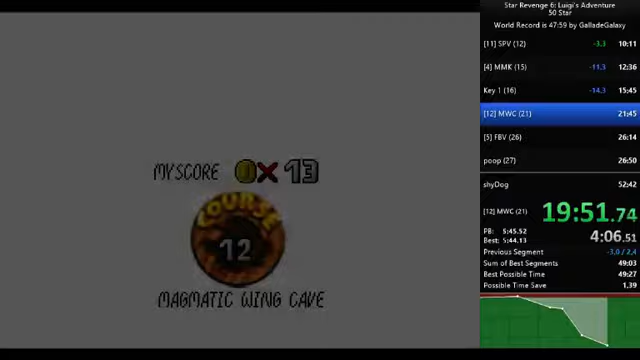 Star Revenge 6: Luigi's Adventure
50 Star
World Record is 47:59 by GalladeGalaxy
[11] SPV (12) -3.3 10:11
[4] MMK (15) -11.3 12:36
Key 1 (16) -14.3 15:45
[12] MWC (21) 21:45
[5] FBV (26) 26:14
poop (27) 26:50
shyDog 52:42
[12] MWC (21) 19:51.74
PB: 5:45.52
Best: 5:44.13 4:06.51
Previous Segment -3.0 / 2.4
Sum of Best Segments 49:03
Best Possible Time 49:27
Possible Time Save 1.39
MYSCORE × 13
COURSE
12
MAGMATIC WING CAVE